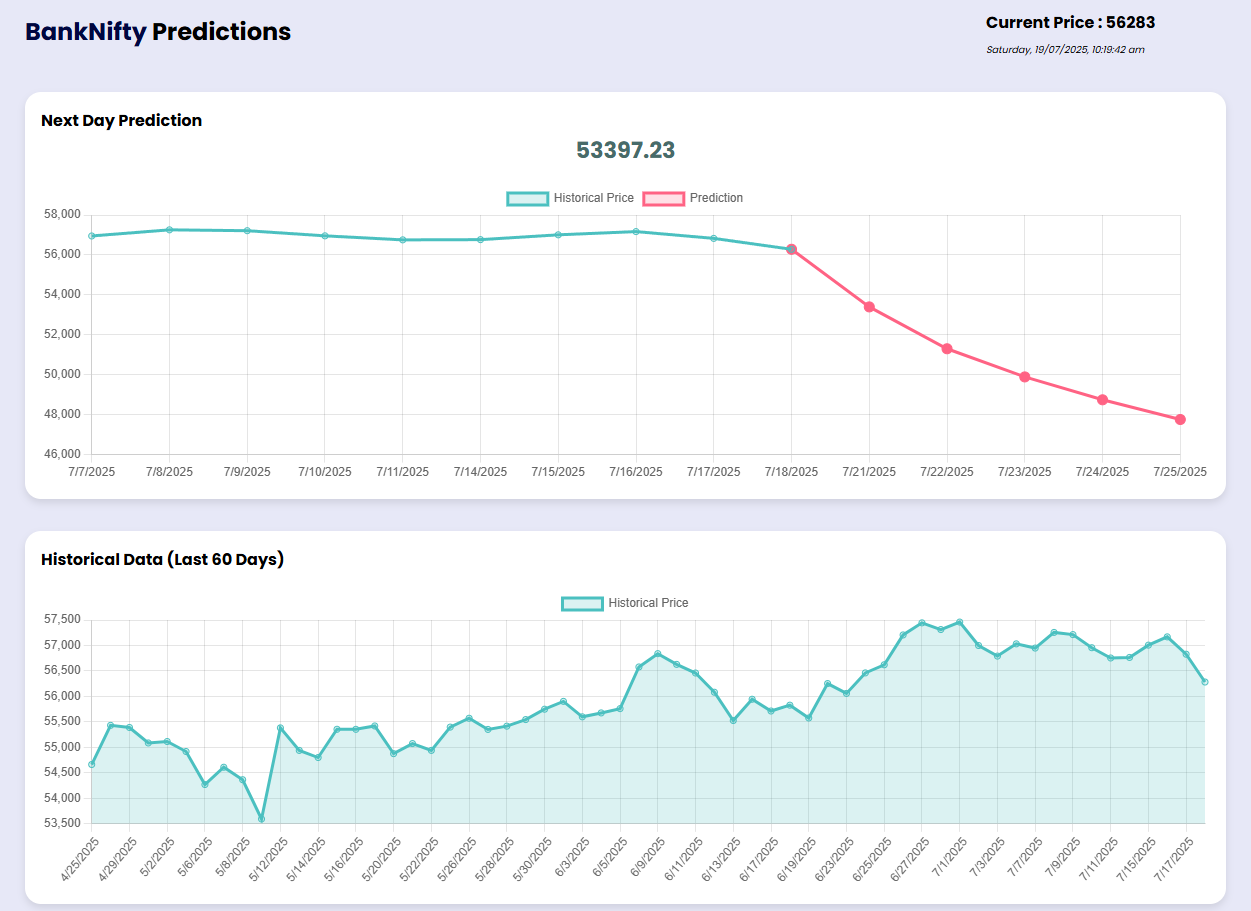 BankNifty Predictions
Current Price : 56283
Saturday, 19/07/2025, 10:19:42 am
Next Day Prediction
53397.23
Historical Price Prediction
58,000
56,000
54,000
52,000
50,000
48,000
46,000
7/7/2025 7/8/2025 7/9/2025 7/10/2025 7/11/2025 7/14/2025 7/15/2025 7/16/2025 7/17/2025 7/18/2025 7/21/2025 7/22/2025 7/23/2025 7/24/2025 7/25/2025
Historical Data (Last 60 Days)
Historical Price
57,500
57,000
56,500
56,000
55,500
55,000
54,500
54,000
53,500
4/25/2025 4/29/2025 5/2/2025 5/6/2025 5/8/2025 5/12/2025 5/14/2025 5/16/2025 5/20/2025 5/22/2025 5/26/2025 5/28/2025 5/30/2025 6/3/2025 6/5/2025 6/9/2025 6/11/2025 6/13/2025 6/17/2025 6/19/2025 6/23/2025 6/25/2025 6/27/2025 7/11/2025 7/3/2025 7/7/2025 7/9/2025 7/11/2025 7/15/2025 7/17/2025